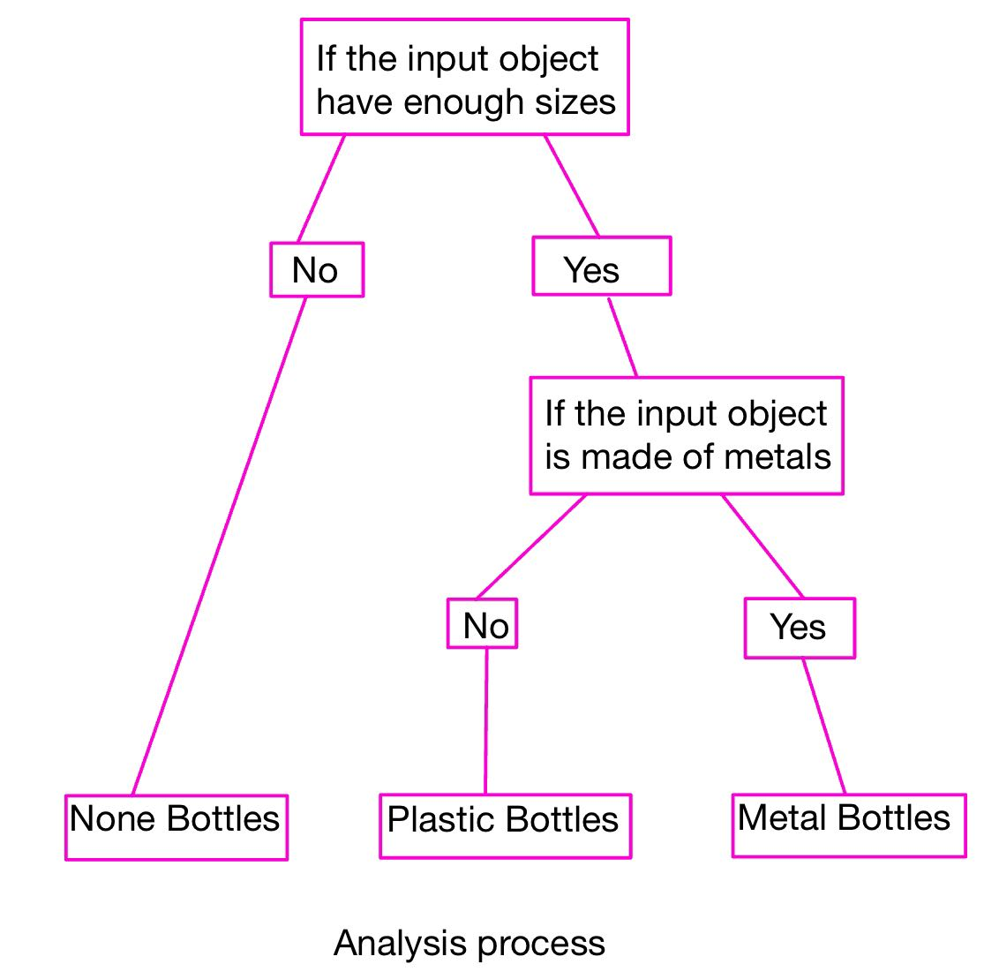 If the input object
have enough sizes
No
Yes
If the input object
is made of metals
No
Yes
None Bottles
Plastic Bottles
Metal Bottles
Analysis process